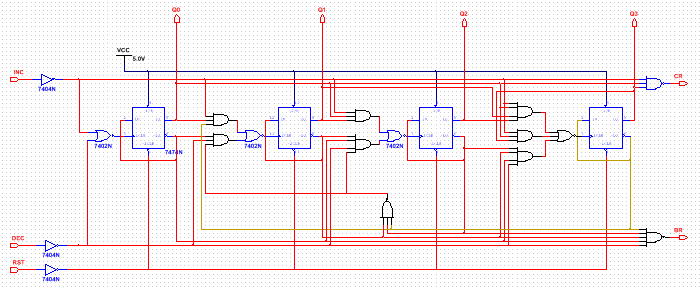 Q0 Q1 Q2 Q3
VCC
5.0V
INC
CR
7404N
7402N
7474N
7402N
7402N
DEC
BR
7404N
RST
7404N